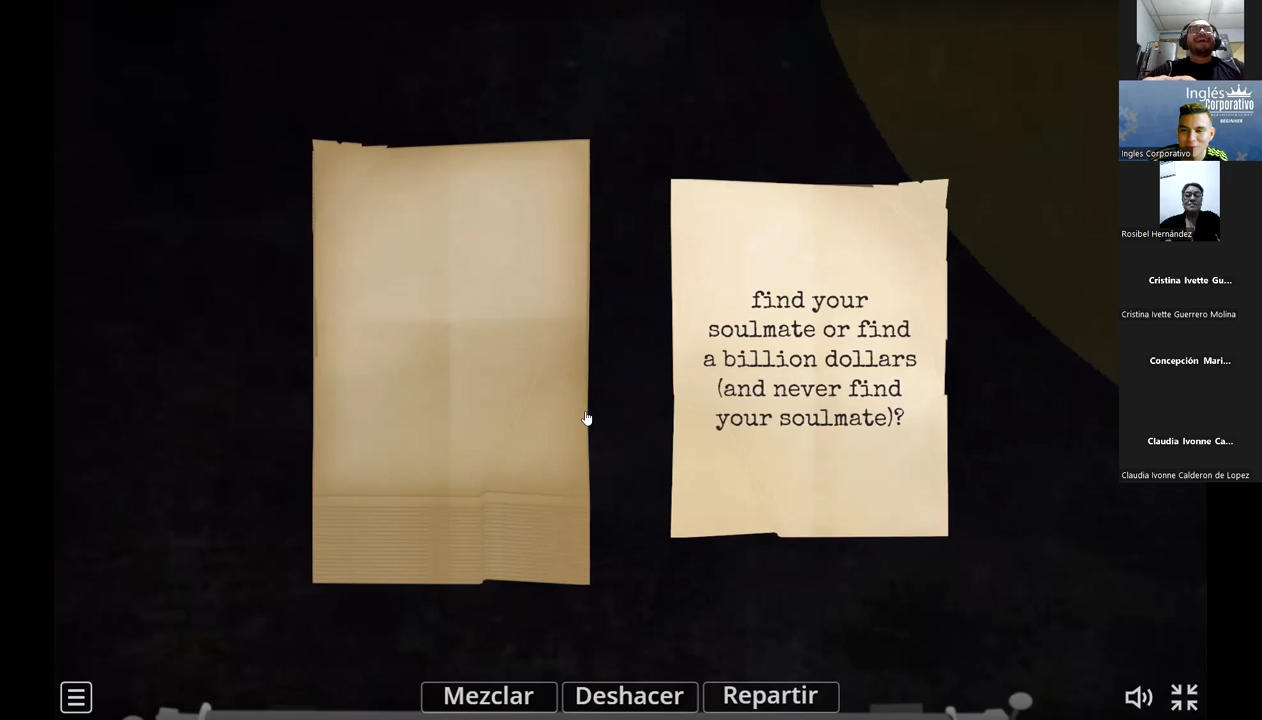 find your
soulmate or find
a billion dollars
(and never find
your soulmate)?
Mezclar
Deshacer
Repartir
Inglés
Corporativo
BEGINNER
Ingles Corporativo
Rosibel Hernández
Cristina Ivette Gu...
Cristina Ivette Guerrero Molina
Concepción Mari...
Claudia Ivonne Ca...
Claudia Ivonne Calderon de Lopez